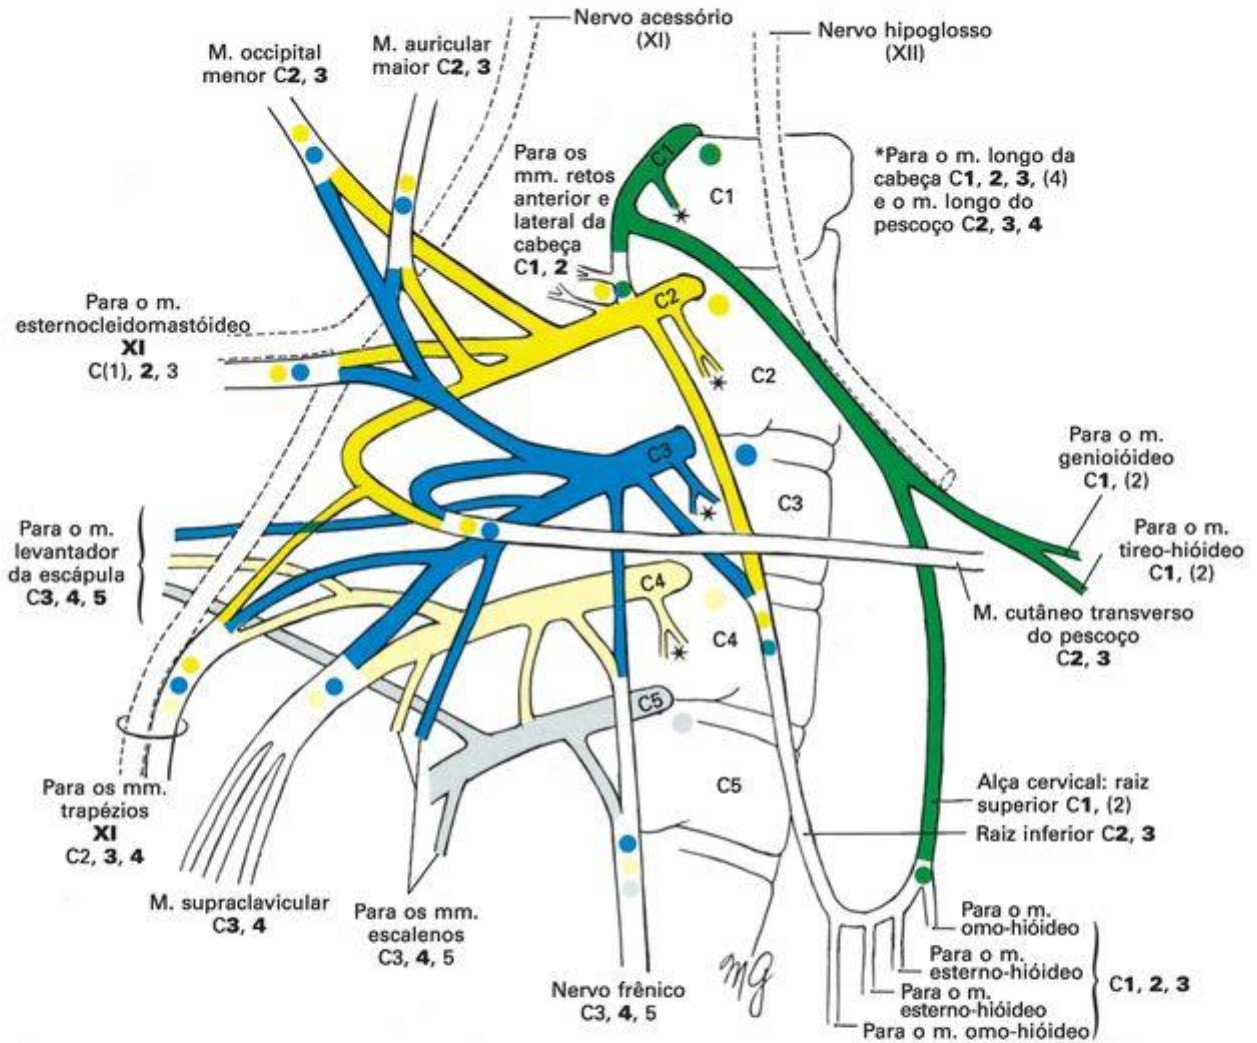 Nervo acessório
(XI)
Nervo hipoglosso
(XII)
M. occipital
menor C2, 3
M. auricular
maior C2, 3
Para os
mm. retos
anterior e
lateral da
cabeça
C1, 2
*Para o m. longo da
cabeça C1, 2, 3, (4)
e o m. longo do
pescoço C2, 3, 4
C1
C1
*
Para o m.
esternocleidomastóideo
XI
C(1), 2, 3
C2
C2
*
C3
C3
*
Para o m.
genioióideo
C1, (2)
Para o m.
tireo-hióideo
C1, (2)
Para o m.
levantador
da escápula
C3, 4, 5
M. cutâneo transverso
do pescoço
C2, 3
C4
C4
*
C5
C5
Para os mm.
trapézios
XI
C2, 3, 4
Alça cervical: raiz
superior C1, (2)
Raiz inferior C2, 3
M. supraclavicular
C3, 4
Para os mm.
escalenos
C3, 4, 5
Nervo frênico
C3, 4, 5
Para o m.
omo-hióideo
Para o m.
esterno-hióideo
Para o m.
esterno-hióideo
Para o m. omo-hióideo
C1, 2, 3
MG